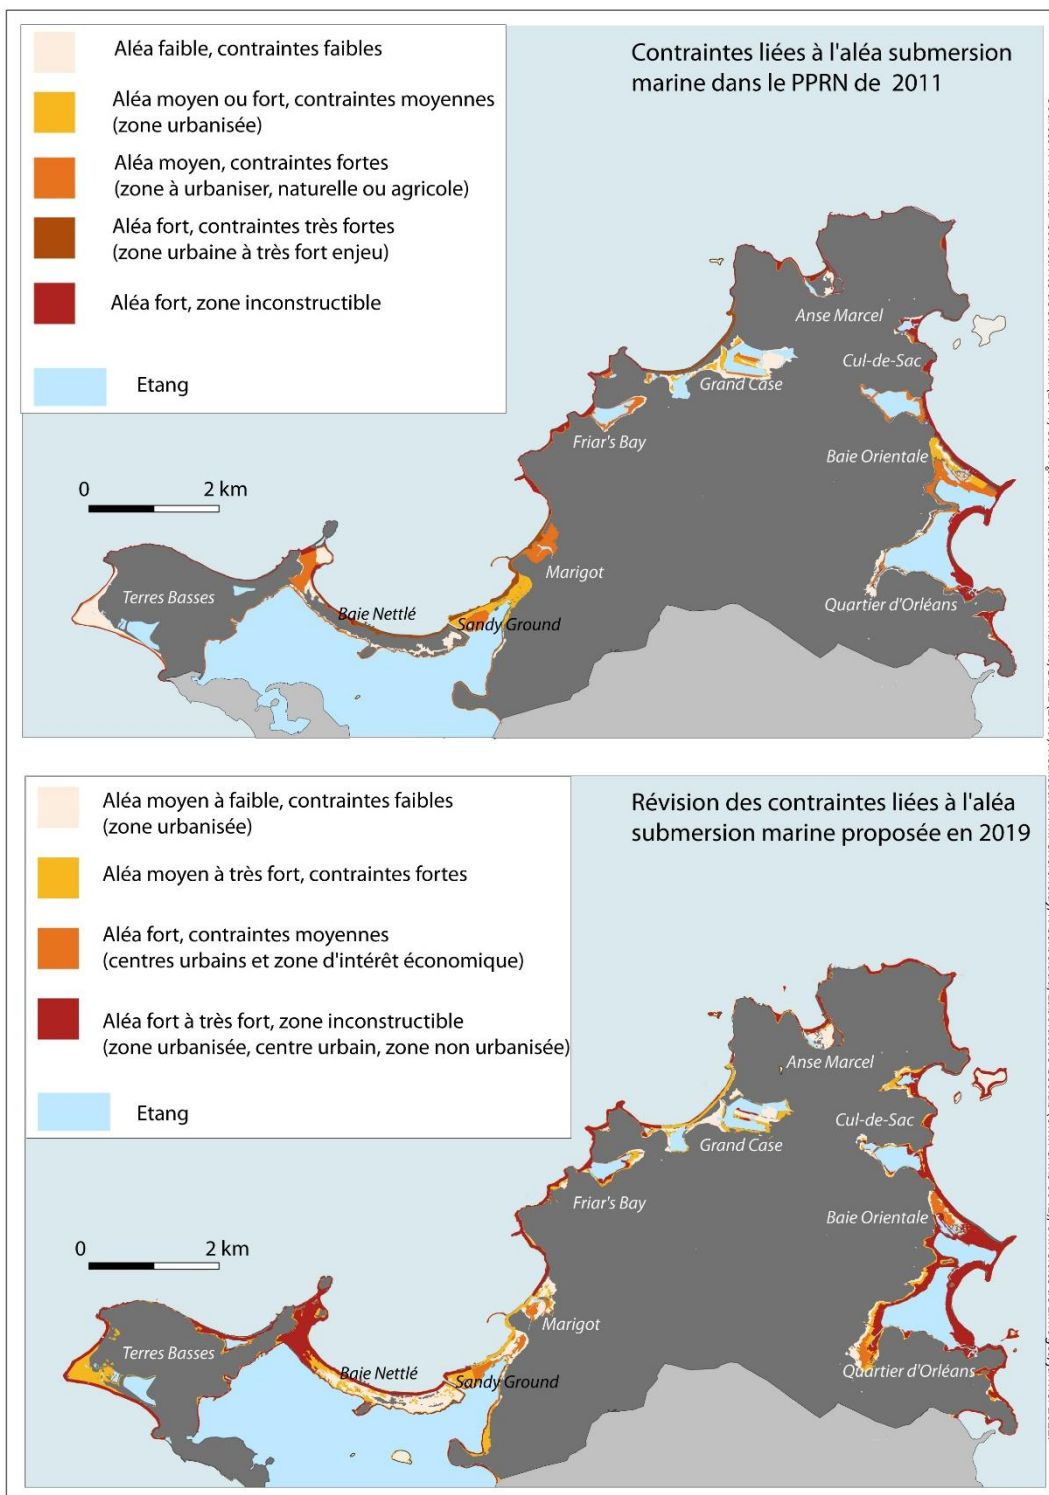 Aléa faible, contraintes faibles
Aléa moyen ou fort, contraintes moyennes
(zone urbanisée)
Aléa moyen, contraintes fortes
(zone à urbaniser, naturelle ou agricole)
Aléa fort, contraintes très fortes
(zone urbaine à très fort enjeu)
Aléa fort, zone inconstructible
Etang
Contraintes liées à l'aléa submersion
marine dans le PPRN de 2011
0 2 km
Anse Marcel
Cul-de-Sac
Grand Case
Friar's Bay
Baie Orientale
Marigot
Terres Basses
Baie Nettlé
Sandy Ground
Quartier d'Orléans
Aléa moyen à faible, contraintes faibles
(zone urbanisée)
Aléa moyen à très fort, contraintes fortes
Aléa fort, contraintes moyennes
(centres urbains et zone d'intérêt économique)
Aléa fort à très fort, zone inconstructible
(zone urbanisée, centre urbain, zone non urbanisée)
Etang
Révision des contraintes liées à l'aléa
submersion marine proposée en 2019
0 2 km
Anse Marcel
Cul-de-Sac
Grand Case
Friar's Bay
Baie Orientale
Marigot
Terres Basses
Baie Nettlé
Sandy Ground
Quartier d'Orléans